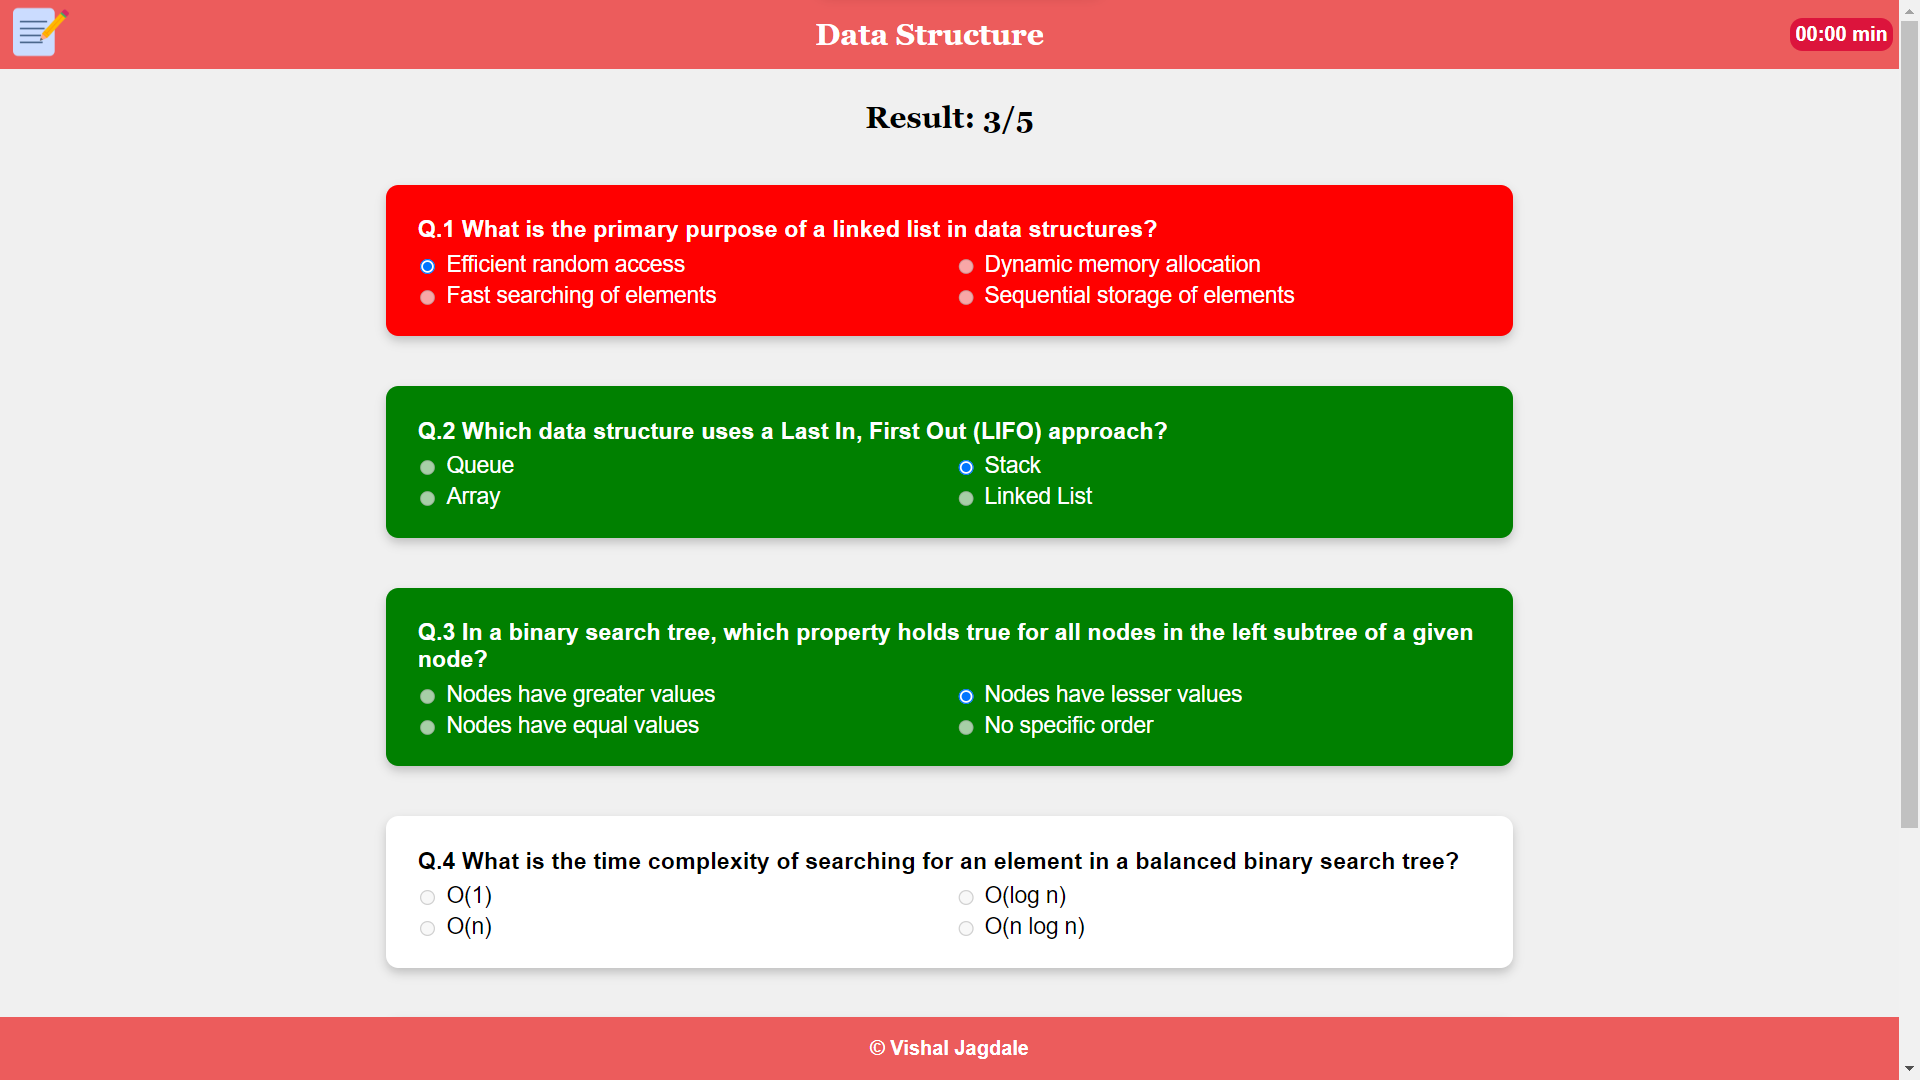 Data Structure
00:00 min
Result: 3/5
Q.1 What is the primary purpose of a linked list in data structures?
Efficient random access
Dynamic memory allocation
Fast searching of elements
Sequential storage of elements
Q.2 Which data structure uses a Last In, First Out (LIFO) approach?
Queue
Stack
Array
Linked List
Q.3 In a binary search tree, which property holds true for all nodes in the left subtree of a given
node?
Nodes have greater values
Nodes have lesser values
Nodes have equal values
No specific order
Q.4 What is the time complexity of searching for an element in a balanced binary search tree?
O(1)
O(log n)
O(n)
O(n log n)
© Vishal Jagdale